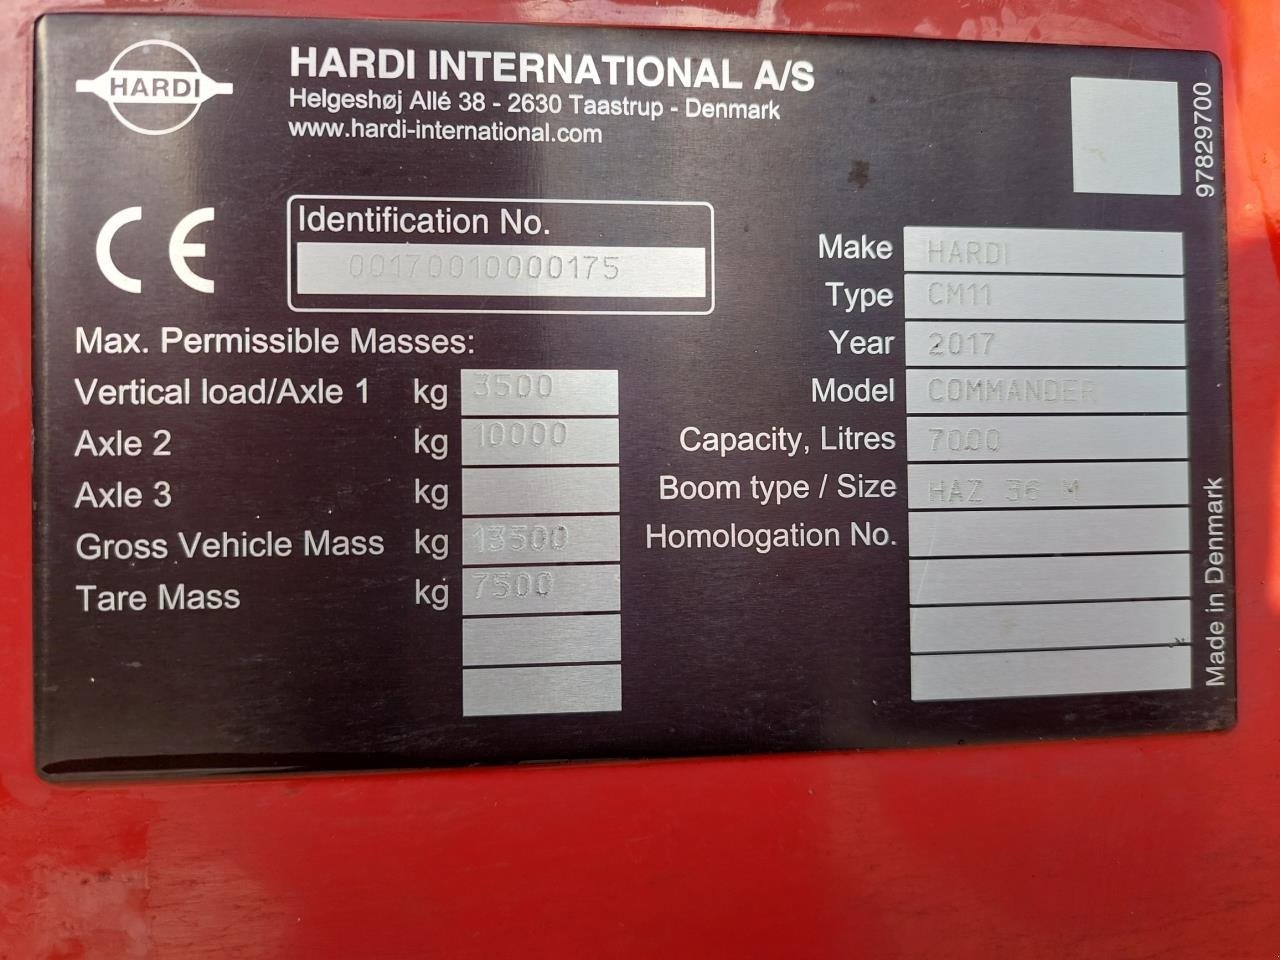 HARDI
HARDI INTERNATIONAL A/S
Helgeshøj Allé 38 - 2630 Taastrup - Denmark
www.hardi-international.com
97829700
CE
Identification No.
00170010000175
Max. Permissible Masses:
Vertical load/Axle 1 kg 3500
Axle 2 kg 10000
Axle 3 kg
Gross Vehicle Mass kg 13500
Tare Mass kg 7500
Make HARDI
Type CM11
Year 2017
Model COMMANDER
Capacity, Litres 7000
Boom type / Size HAZ 36 M
Homologation No.
Made in Denmark